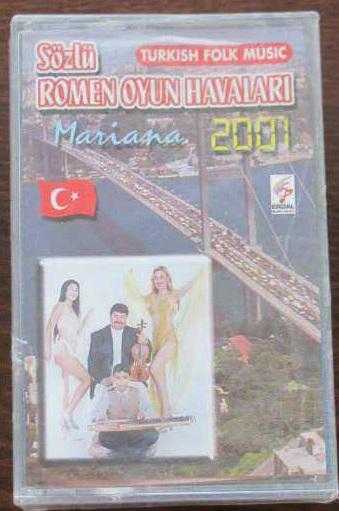 Sözlü
TURKISH FOLK MUSIC
ROMEN OYUN HAVALARI
Mariana 2001